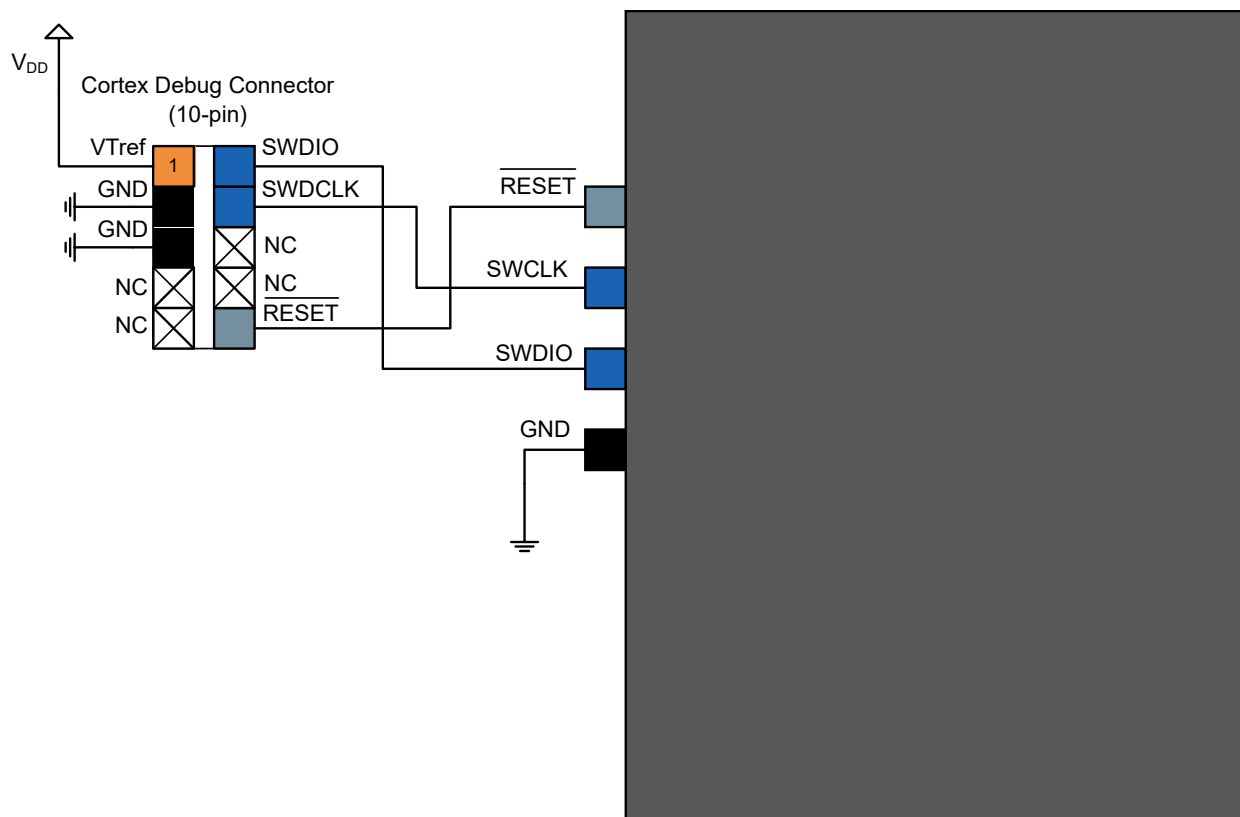 V_DD
Cortex Debug Connector
(10-pin)
VTref
1
SWDIO
GND
SWDCLK
GND
NC
NC
NC
NC
RESET
RESET
SWCLK
SWDIO
GND